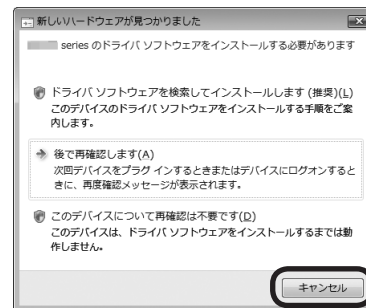 新しいハードウェアが見つかりました
series のドライバ ソフトウェアをインストールする必要があります
ドライバ ソフトウェアを検索してインストールします (推奨)(L)
このデバイスのドライバ ソフトウェアをインストールする手順をご案
内します。
後で再確認します(A)
次回デバイスをプラグ インするときまたはデバイスにログオンすると
きに、再度確認メッセージが表示されます。
このデバイスについて再確認は不要です(D)
このデバイスは、ドライバ ソフトウェアをインストールするまでは動
作しません。
キャンセル